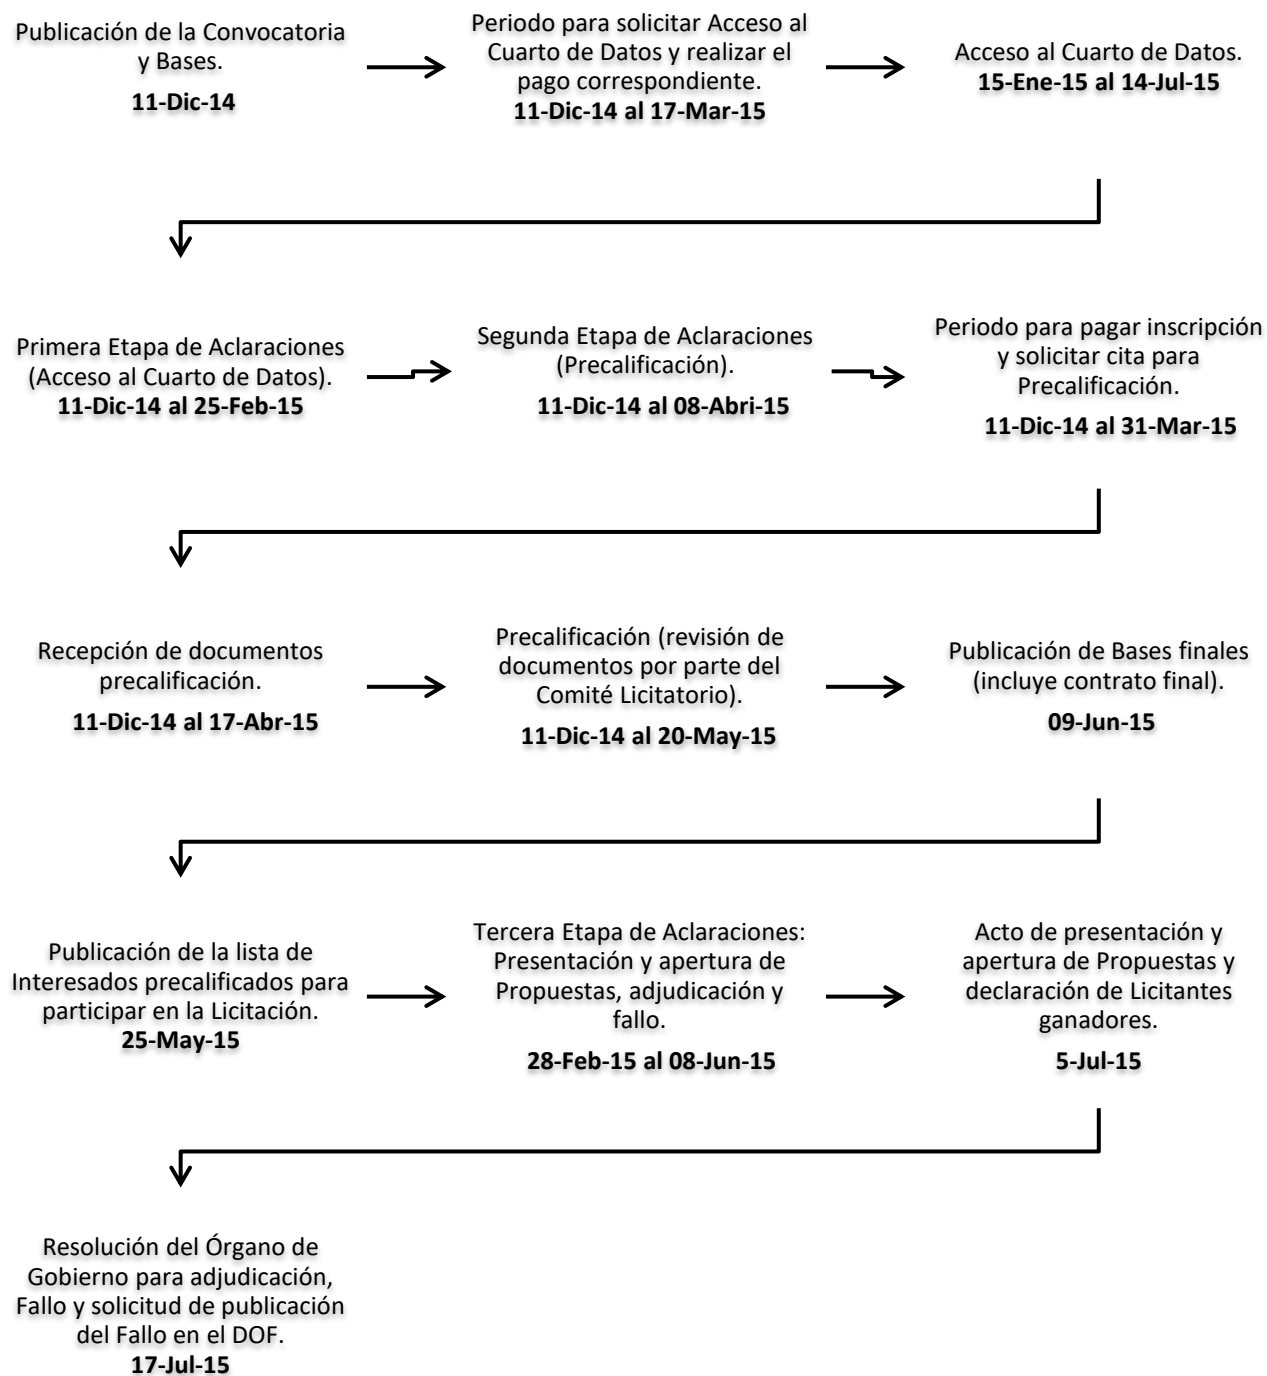 Publicación de la Convocatoria
y Bases.
11-Dic-14
Periodo para solicitar Acceso al
Cuarto de Datos y realizar el
pago correspondiente.
11-Dic-14 al 17-Mar-15
Acceso al Cuarto de Datos.
15-Ene-15 al 14-Jul-15
Primera Etapa de Aclaraciones
(Acceso al Cuarto de Datos).
11-Dic-14 al 25-Feb-15
Segunda Etapa de Aclaraciones
(Precalificación).
11-Dic-14 al 08-Abri-15
Periodo para pagar inscripción
y solicitar cita para
Precalificación.
11-Dic-14 al 31-Mar-15
Recepción de documentos
precalificación.
11-Dic-14 al 17-Abr-15
Precalificación (revisión de
documentos por parte del
Comité Licitatorio).
11-Dic-14 al 20-May-15
Publicación de Bases finales
(incluye contrato final).
09-Jun-15
Publicación de la lista de
Interesados precalificados para
participar en la Licitación.
25-May-15
Tercera Etapa de Aclaraciones:
Presentación y apertura de
Propuestas, adjudicación y
fallo.
28-Feb-15 al 08-Jun-15
Acto de presentación y
apertura de Propuestas y
declaración de Licitantes
ganadores.
5-Jul-15
Resolución del Órgano de
Gobierno para adjudicación,
Fallo y solicitud de publicación
del Fallo en el DOF.
17-Jul-15